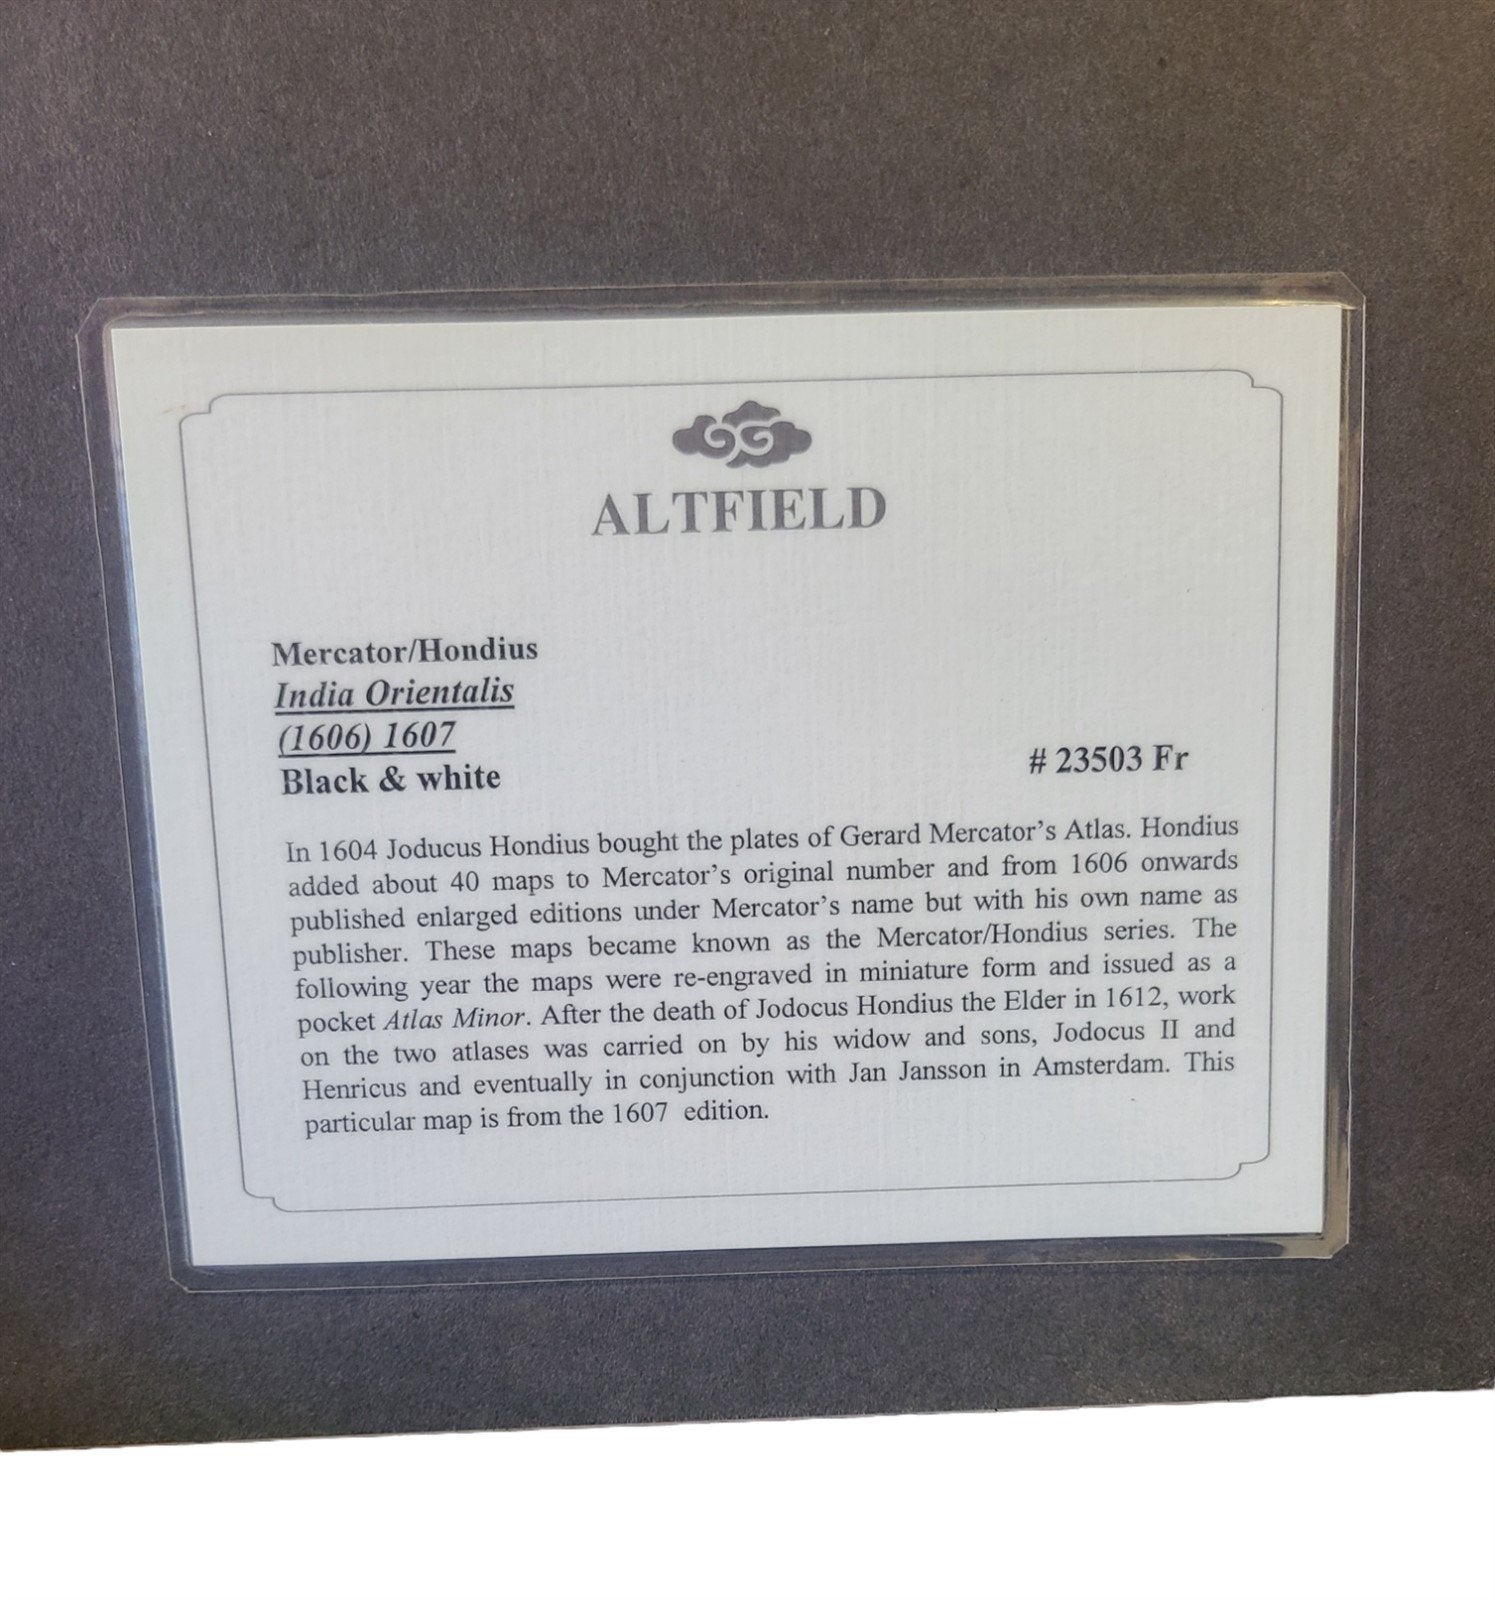 ALTFIELD
Mercator/Hondius
India Orientalis
(1606) 1607
Black & white
# 23503 Fr
In 1604 Joducus Hondius bought the plates of Gerard Mercator's Atlas. Hondius
added about 40 maps to Mercator's original number and from 1606 onwards
published enlarged editions under Mercator's name but with his own name as
publisher. These maps became known as the Mercator/Hondius series. The
following year the maps were re-engraved in miniature form and issued as a
pocket Atlas Minor. After the death of Jodocus Hondius the Elder in 1612, work
on the two atlases was carried on by his widow and sons, Jodocus II and
Henricus and eventually in conjunction with Jan Jansson in Amsterdam. This
particular map is from the 1607 edition.